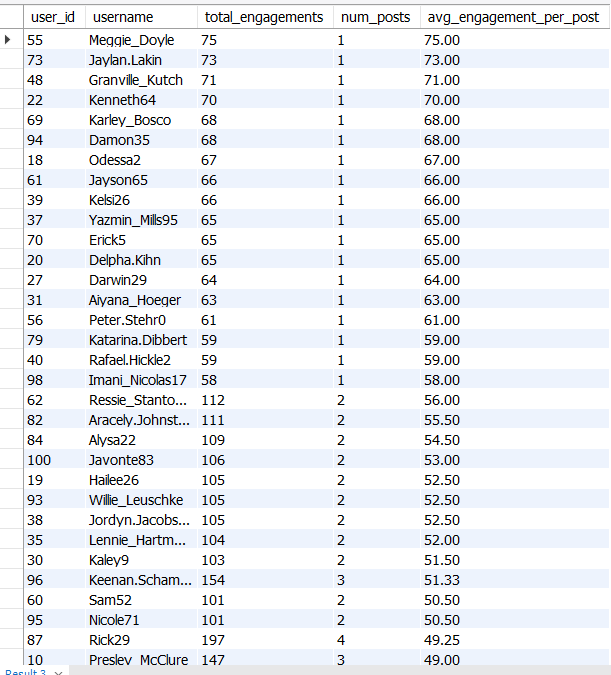 user_id username total_engagements num_posts avg_engagement_per_post
55 Meggie_Doyle 75 1 75.00
73 Jaylan.Lakin 73 1 73.00
48 Granville_Kutch 71 1 71.00
22 Kenneth64 70 1 70.00
69 Karley_Bosco 68 1 68.00
94 Damon35 68 1 68.00
18 Odessa2 67 1 67.00
61 Jayson65 66 1 66.00
39 Kelsi26 66 1 66.00
37 Yazmin_Mills95 65 1 65.00
70 Erick5 65 1 65.00
20 Delpha.Kihn 65 1 65.00
27 Darwin29 64 1 64.00
31 Aiyana_Hoeger 63 1 63.00
56 Peter.Stehr0 61 1 61.00
79 Katarina.Dibbert 59 1 59.00
40 Rafael.Hickle2 59 1 59.00
98 Imani_Nicolas17 58 1 58.00
62 Ressie_Stanto... 112 2 56.00
82 Aracely.Johnst... 111 2 55.50
84 Alysa22 109 2 54.50
100 Javonte83 106 2 53.00
19 Hailee26 105 2 52.50
93 Willie_Leuschke 105 2 52.50
38 Jordyn.Jacobs... 105 2 52.50
35 Lennie_Hartm... 104 2 52.00
30 Kaley9 103 2 51.50
96 Keenan.Scham... 154 3 51.33
60 Sam52 101 2 50.50
95 Nicole71 101 2 50.50
87 Rick29 197 4 49.25
10 Presley_McClure 147 3 49.00
Result 3